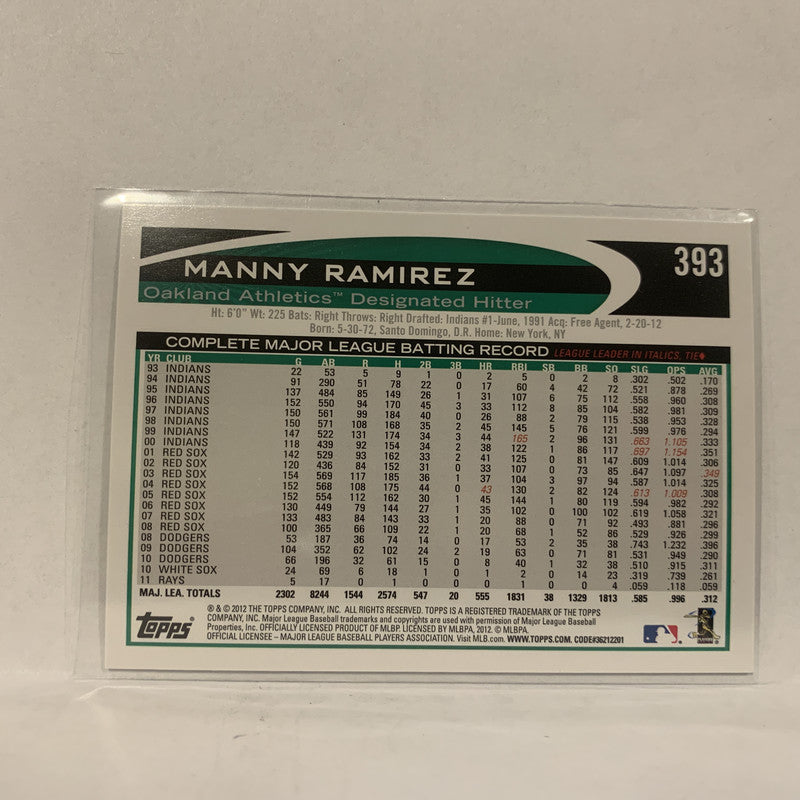 393
MANNY RAMIREZ
Oakland Athletics™ Designated Hitter
Ht: 6'0" Wt: 225 Bats: Right Throws: Right Drafted: Indians #1-June, 1991 Acq: Free Agent, 2-20-12
Born: 5-30-72, Santo Domingo, D.R. Home: New York, NY
COMPLETE MAJOR LEAGUE BATTING RECORD LEAGUE LEADER IN ITALICS, TIE♦
YR CLUB G AB R H 2B 3B HR RBI SB BB SO SLG OPS AVG
93 INDIANS 22 53 5 9 1 0 2 5 0 2 8 .302 .502 .170
94 INDIANS 91 290 51 78 22 0 17 60 4 42 72 .521 .878 .269
95 INDIANS 137 484 85 149 26 1 31 107 6 75 112 .558 .960 .308
96 INDIANS 152 550 94 170 45 3 33 112 8 85 104 .582 .981 .309
97 INDIANS 150 561 99 184 40 0 26 88 2 79 115 .538 .953 .328
98 INDIANS 150 571 108 168 35 2 45 145 5 76 121 .599 .976 .294
99 INDIANS 147 522 131 174 34 3 44 165 2 96 131 .663 1.105 .333
00 INDIANS 118 439 92 154 34 2 38 122 1 86 117 .697 1.154 .351
01 RED SOX 142 529 93 162 33 2 41 125 0 81 147 .609 1.014 .306
02 RED SOX 120 436 84 152 31 0 33 107 0 73 85 .647 1.097 .349
03 RED SOX 154 569 117 185 36 1 37 104 3 97 94 .587 1.014 .325
04 RED SOX 152 568 108 175 44 0 43 130 2 82 124 .613 1.009 .308
05 RED SOX 152 554 112 162 30 1 45 144 1 80 119 .594 .982 .292
06 RED SOX 130 449 79 144 27 1 35 102 0 100 102 .619 1.058 .321
07 RED SOX 133 483 84 143 33 1 20 88 0 71 92 .493 .881 .296
08 RED SOX 100 365 66 109 22 1 20 68 1 52 86 .529 .926 .299
08 DODGERS 53 187 36 74 14 0 17 53 2 35 38 .743 1.232 .396
09 DODGERS 104 352 62 102 24 2 19 63 0 71 81 .531 .949 .290
10 DODGERS 66 196 32 61 15 0 8 40 1 32 38 .510 .915 .311
10 WHITE SOX 24 69 6 18 1 0 1 2 0 14 23 .319 .739 .261
11 RAYS 5 17 0 1 0 0 0 1 0 0 4 .059 .118 .059
MAJ. LEA. TOTALS 2302 8244 1544 2574 547 20 555 1831 38 1329 1813 .585 .996 .312
® & © 2012 THE TOPPS COMPANY, INC. ALL RIGHTS RESERVED. TOPPS IS A REGISTERED TRADEMARK OF THE TOPPS
COMPANY, INC. Major League Baseball trademarks and copyrights are used with permission of Major League Baseball
Properties, Inc. OFFICIALLY LICENSED PRODUCT OF MLBP. LICENSED BY MLBPA, 2012. © MLBPA.
OFFICIAL LICENSEE – MAJOR LEAGUE BASEBALL PLAYERS ASSOCIATION. Visit MLB.com. WWW.TOPPS.COM. CODE#36212201
topps